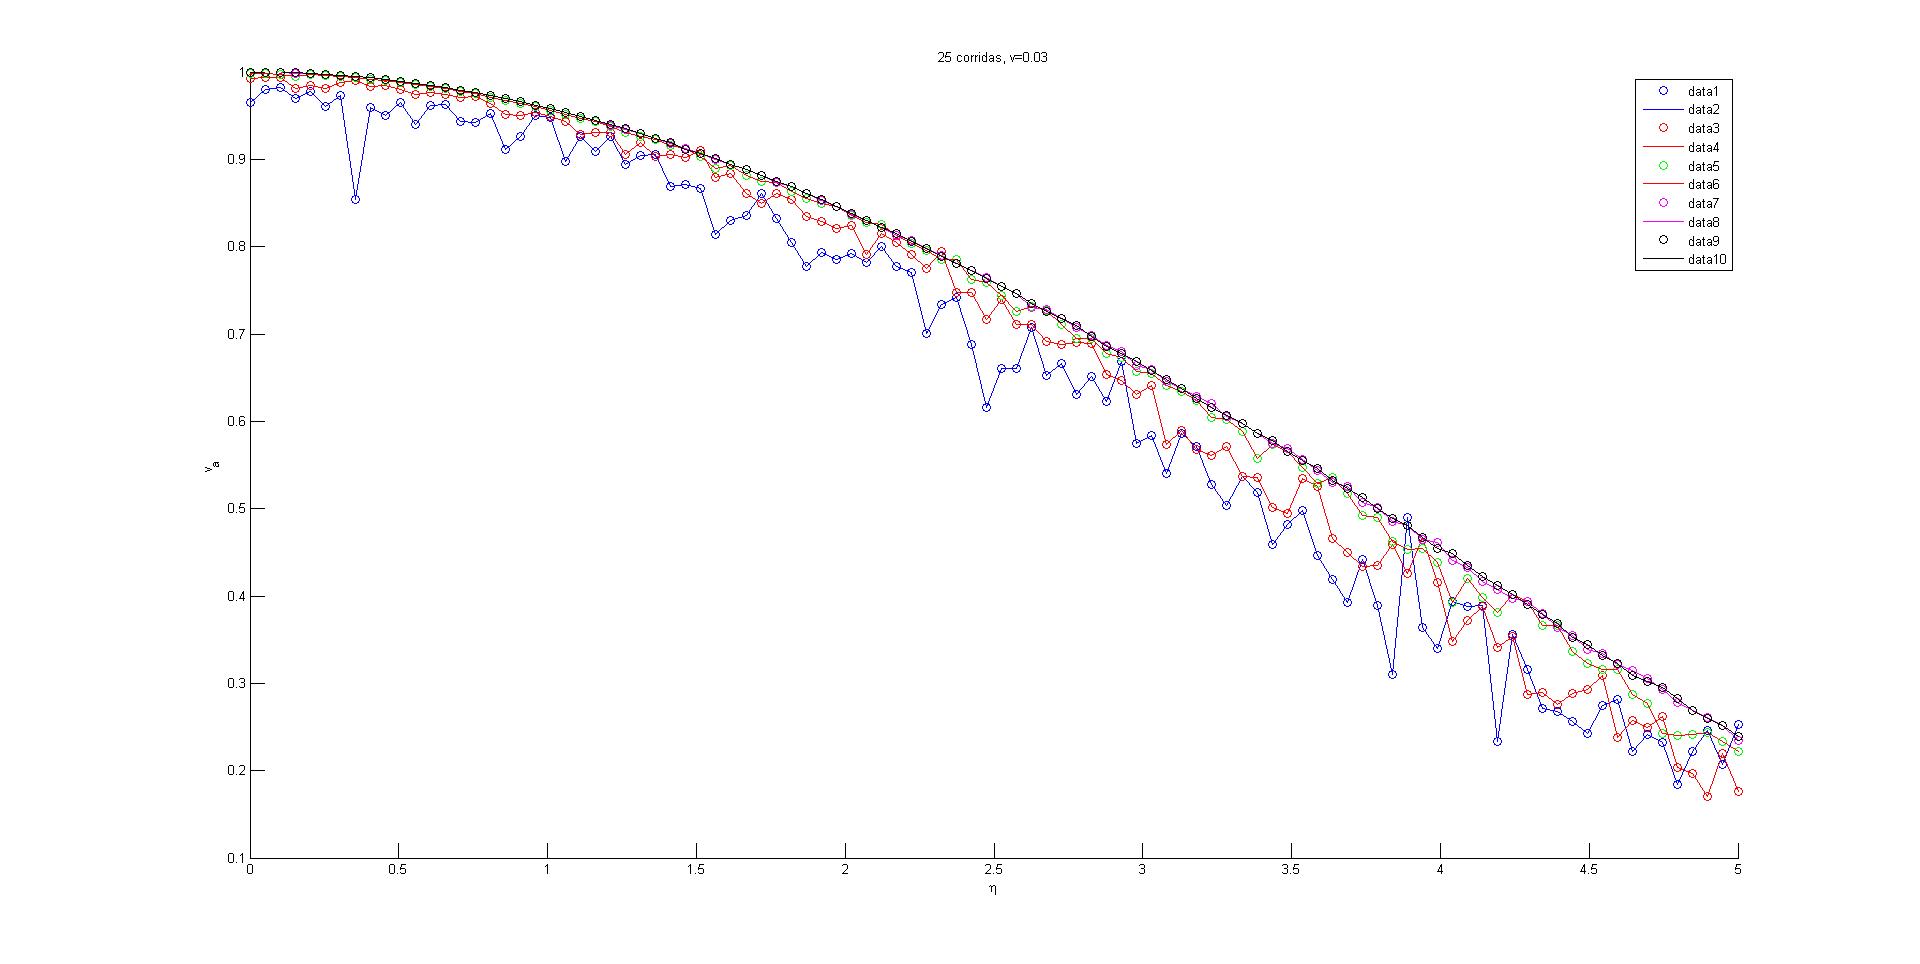 25 corridas, v=0.03
data1
data2
data3
data4
data5
data6
data7
data8
data9
data10
1
0.9
0.8
0.7
0.6
0.5
0.4
0.3
0.2
0.1
v_a
0 0.5 1 1.5 2 2.5 3 3.5 4 4.5 5
η